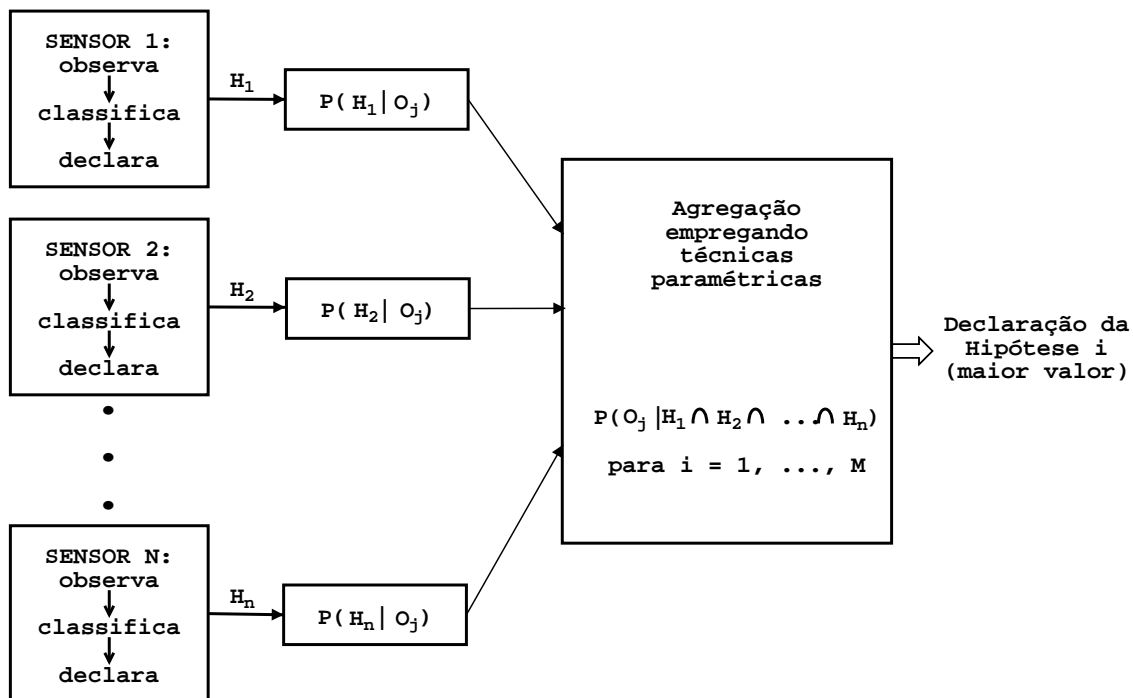 SENSOR 1:
observa
classifica
declara
H1
P( H1| Oj)
SENSOR 2:
observa
classifica
declara
H2
P( H2| Oj)
SENSOR N:
observa
classifica
declara
Hn
P( Hn| Oj)
Agregação
empregando
técnicas
paramétricas
P(Oj |H1 ∩ H2 ∩ ...∩ Hn)
para i = 1, ..., M
Declaração da
Hipótese i
(maior valor)